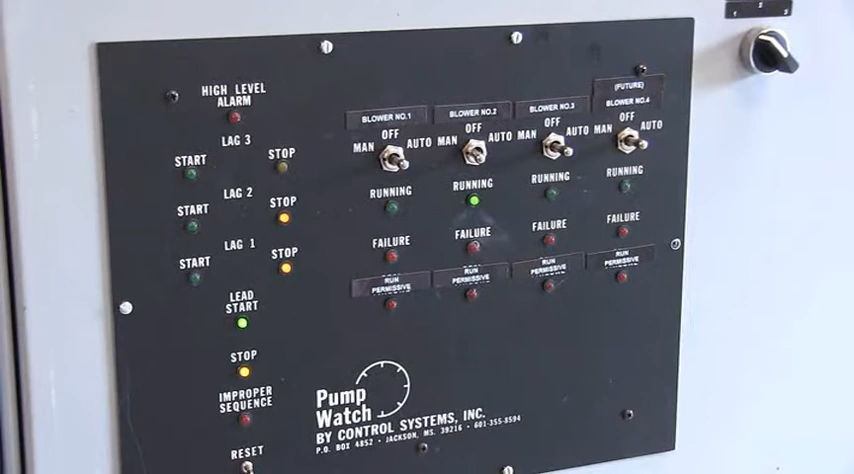 1 2 3
HIGH LEVEL
ALARM
LAG 3
START STOP
LAG 2
START STOP
LAG 1
START STOP
LEAD
START
STOP
IMPROPER
SEQUENCE
RESET
BLOWER NO.1
OFF
MAN AUTO
RUNNING
FAILURE
RUN
PERMISSIVE
BLOWER NO.2
OFF
MAN AUTO
RUNNING
FAILURE
RUN
PERMISSIVE
BLOWER NO.3
OFF
MAN AUTO
RUNNING
FAILURE
RUN
PERMISSIVE
(FUTURE)
BLOWER NO.4
OFF
MAN AUTO
RUNNING
FAILURE
RUN
PERMISSIVE
Pump
Watch
BY CONTROL SYSTEMS, INC.
P.O. BOX 4852 • JACKSON, MS. 39216 • 601-355-8594